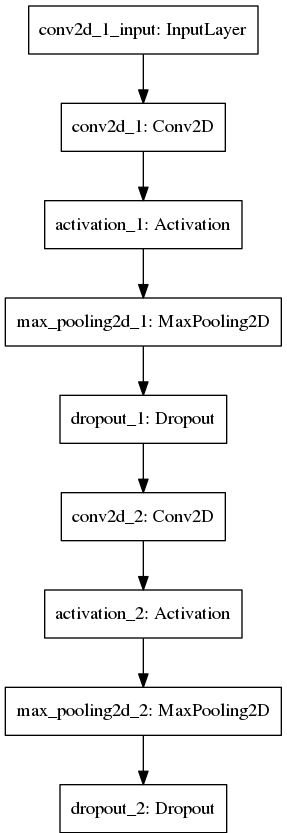 conv2d_1_input: InputLayer
conv2d_1: Conv2D
activation_1: Activation
max_pooling2d_1: MaxPooling2D
dropout_1: Dropout
conv2d_2: Conv2D
activation_2: Activation
max_pooling2d_2: MaxPooling2D
dropout_2: Dropout